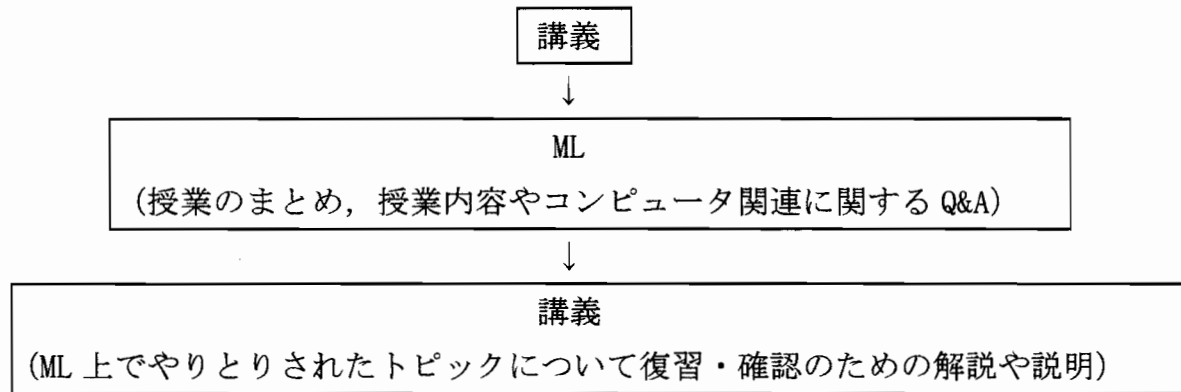 講義
↓
ML
(授業のまとめ，授業内容やコンピュータ関連に関する Q&A)
↓
講義
(ML 上でやりとりされたトピックについて復習・確認のための解説や説明)